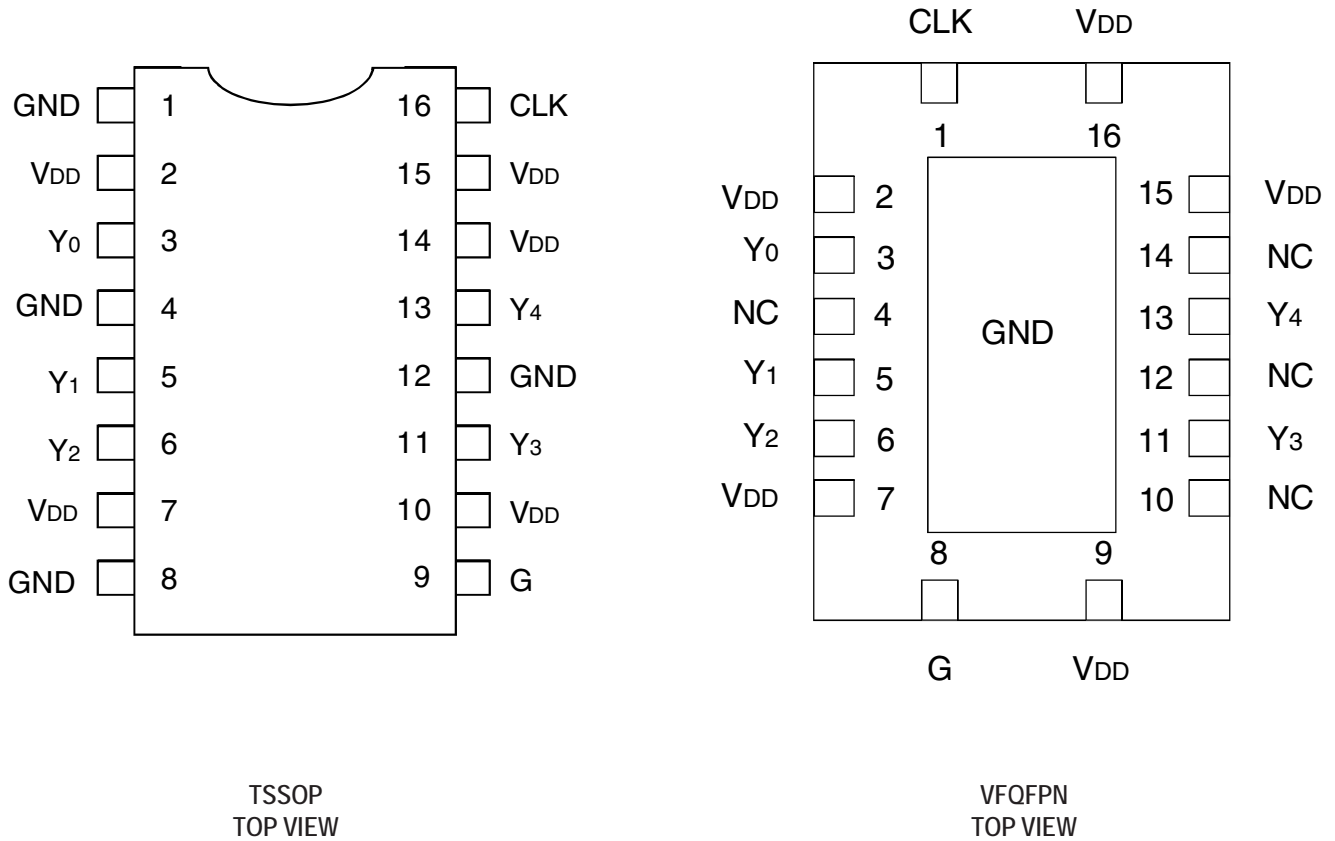 GND 1 16 CLK
VDD 2 15 VDD
Y0 3 14 VDD
GND 4 13 Y4
Y1 5 12 GND
Y2 6 11 Y3
VDD 7 10 VDD
GND 8 9 G
TSSOP
TOP VIEW
CLK VDD
1 16
VDD 2 15 VDD
Y0 3 14 NC
NC 4 13 Y4
GND
Y1 5 12 NC
Y2 6 11 Y3
VDD 7 10 NC
8 9
G VDD
VFQFPN
TOP VIEW